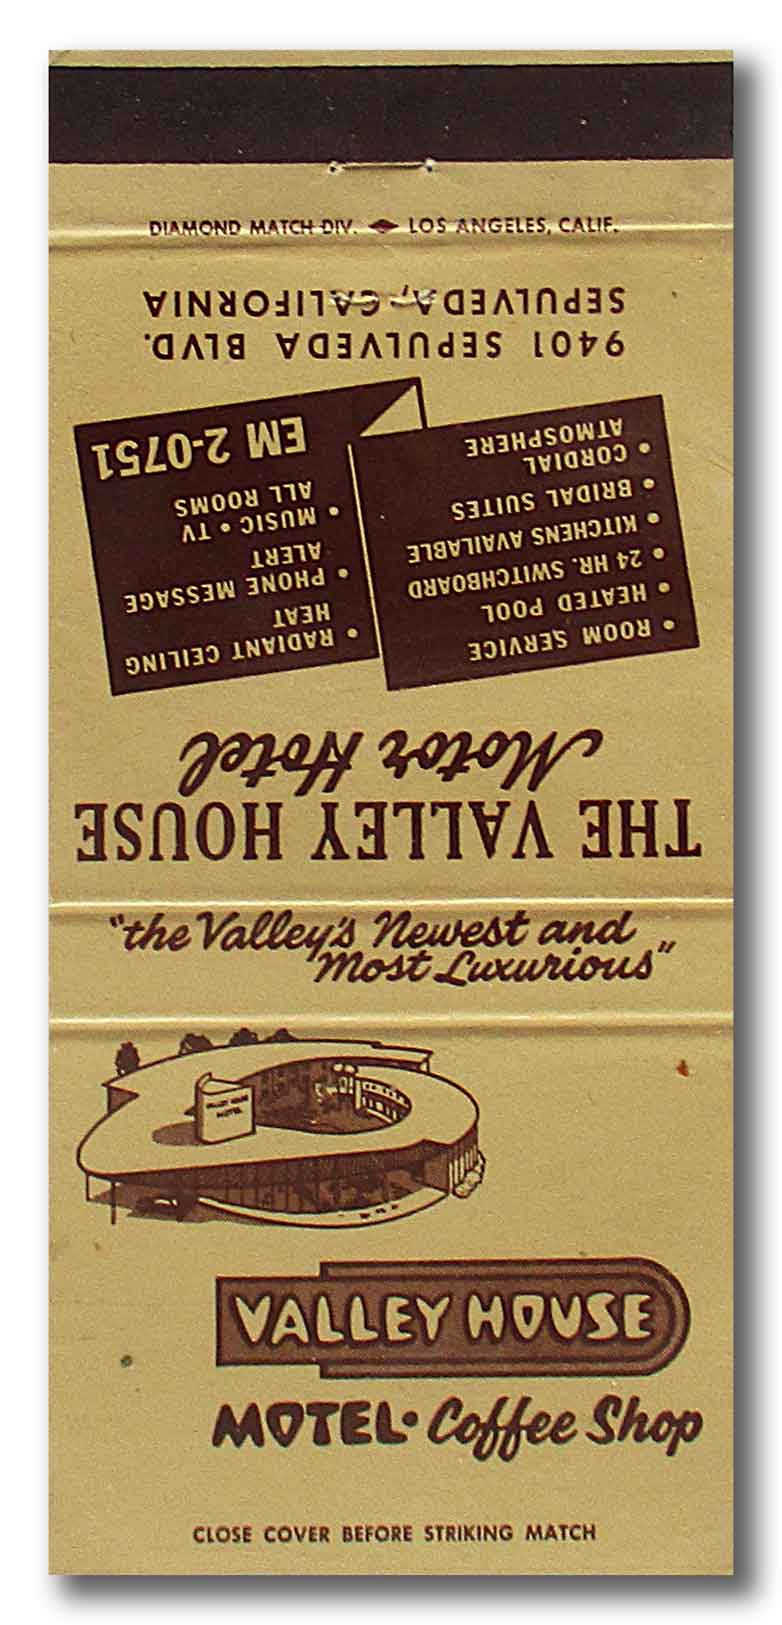 DIAMOND MATCH DIV. LOS ANGELES, CALIF.
THE VALLEY HOUSE
Motor Hotel
• ROOM SERVICE
• HEATED POOL
• 24 HR. SWITCHBOARD
• KITCHENS AVAILABLE
• BRIDAL SUITES
• CORDIAL
ATMOSPHERE
• RADIANT CEILING
HEAT
• PHONE MESSAGE
ALERT
• MUSIC • TV
ALL ROOMS
EM 2-0751
9401 SEPULVEDA BLVD.
SEPULVEDA, CALIFORNIA
"the Valley's Newest and
Most Luxurious"
VALLEY HOUSE
MOTEL
VALLEY HOUSE
MOTEL • Coffee Shop
CLOSE COVER BEFORE STRIKING MATCH